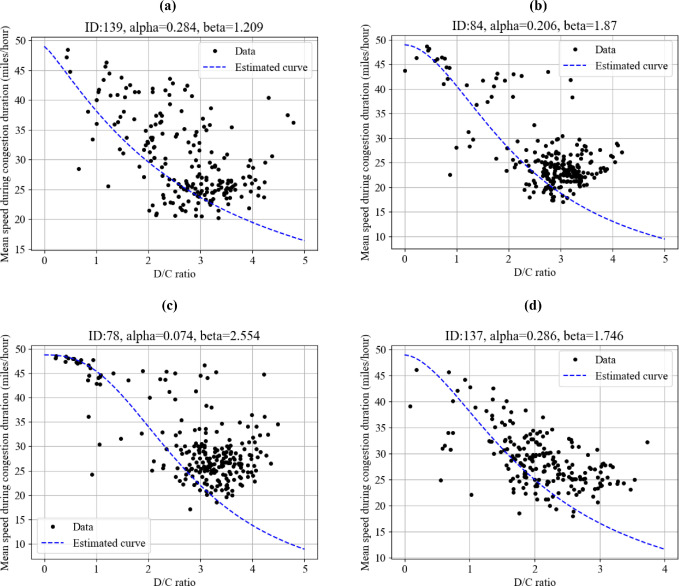 (a)
ID:139, alpha=0.284, beta=1.209
Mean speed during congestion duration (miles/hour)
50
45
40
35
30
25
20
15
0 1 2 3 4 5
D/C ratio
Data
Estimated curve
(b)
ID:84, alpha=0.206, beta=1.87
Mean speed during congestion duration (miles/hour)
50
45
40
35
30
25
20
15
10
0 1 2 3 4 5
D/C ratio
Data
Estimated curve
(c)
ID:78, alpha=0.074, beta=2.554
Mean speed during congestion duration (miles/hour)
50
45
40
35
30
25
20
15
10
0 1 2 3 4 5
D/C ratio
Data
Estimated curve
(d)
ID:137, alpha=0.286, beta=1.746
Mean speed during congestion duration (miles/hour)
50
45
40
35
30
25
20
15
10
0 1 2 3 4
D/C ratio
Data
Estimated curve